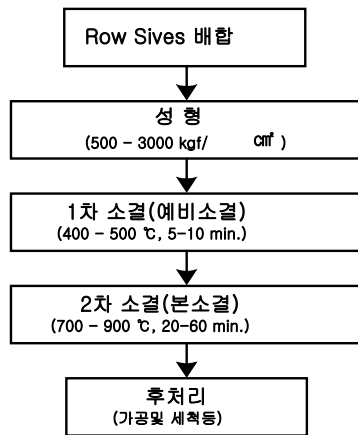 Row Sives 배합
성 형
(500 - 3000 kgf/ ㎠ )
1차 소결(예비소결)
(400 - 500 ℃, 5-10 min.)
2차 소결(본소결)
(700 - 900 ℃, 20-60 min.)
후처리
(가공및 세척등)